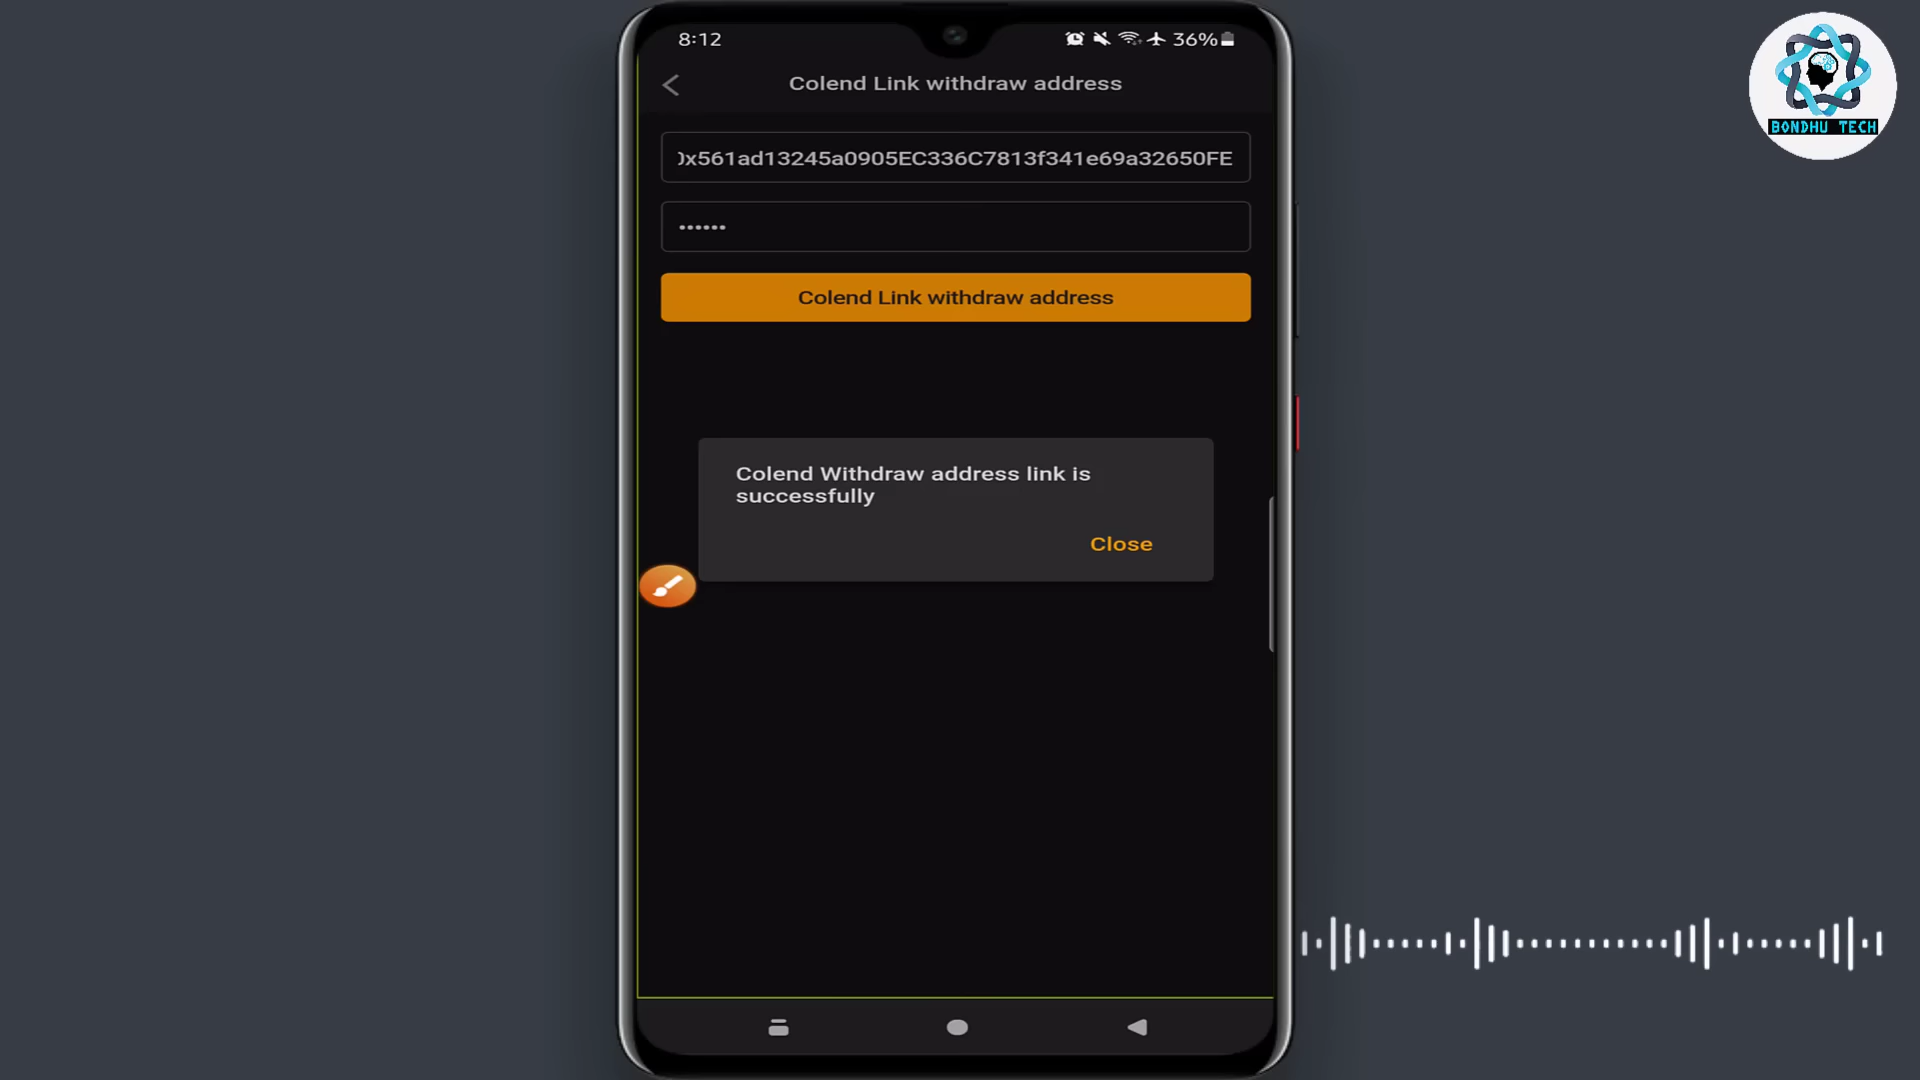 8:12
36%
Colend Link withdraw address
0x561ad13245a0905EC336C7813f341e69a32650FE
••••••
Colend Link withdraw address
Colend Withdraw address link is
successfully
Close
BONDHU TECH